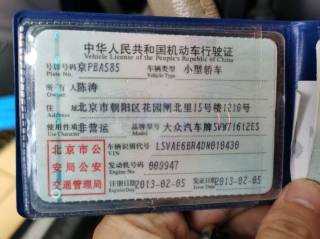 中华人民共和国机动车行驶证
Vehicle License of the People's Republic of China
号牌号码 京PBAS85 车辆类型 小型轿车
Plate No. Vehicle Type
所有人 陈涛
Owner
住址 北京市朝阳区花园闸北里15号楼1210号
Address
使用性质 非营运 品牌型号 大众汽车牌SVW71612ES
Use Character Model
北京市公 车辆识别代号 LSVAE6BR4DN010430
VIN
安局公安 发动机号码 009947
Engine No.
交通管理局 注册日期 2013-02-05 发证日期 2013-02-05
Register Date Issue Date